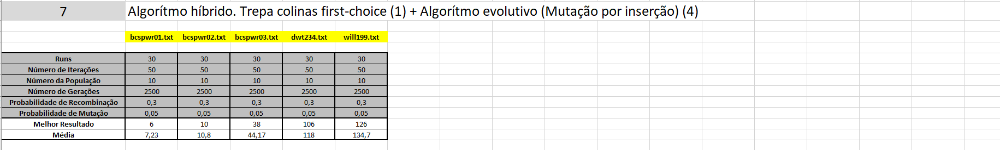 7 Algorítmo híbrido. Trepa colinas first-choice (1) + Algorítmo evolutivo (Mutação por inserção) (4)
bcspwr01.txt bcspwr02.txt bcspwr03.txt dwt234.txt will199.txt
Runs 30 30 30 30 30
Número de Iterações 50 50 50 50 50
Número da População 10 10 10 10 10
Número de Gerações 2500 2500 2500 2500 2500
Probabilidade de Recombinação 0,3 0,3 0,3 0,3 0,3
Probabilidade de Mutação 0,05 0,05 0,05 0,05 0,05
Melhor Resultado 6 10 38 106 126
Média 7,23 10,8 44,17 118 134,7